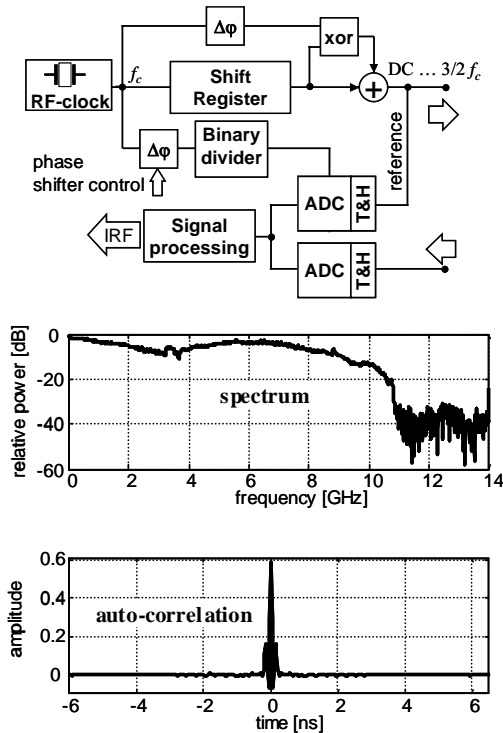 Δφ
xor
RF-clock
f_c
Shift
Register
+
DC ... 3/2 f_c
reference
phase
shifter control
Δφ
Binary
divider
ADC
T&H
IRF
Signal
processing
ADC
T&H
relative power [dB]
0
-20
-40
-60
spectrum
0 2 4 6 8 10 12 14
frequency [GHz]
amplitude
0.6
0.4
0.2
0
auto-correlation
-6 -4 -2 0 2 4 6
time [ns]